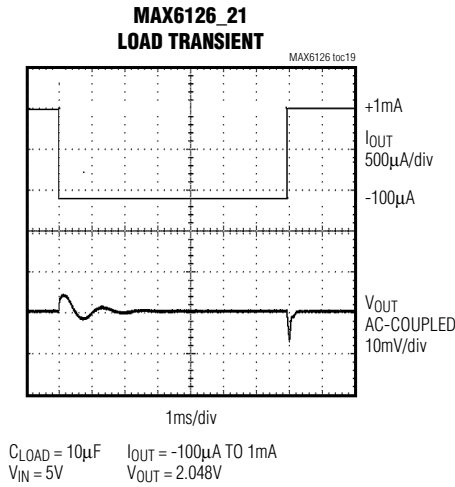 MAX6126_21
LOAD TRANSIENT
MAX6126 toc19
+1mA
IOUT
500μA/div
-100μA
VOUT
AC-COUPLED
10mV/div
1ms/div
CLOAD = 10μF IOUT = -100μA TO 1mA
VIN = 5V VOUT = 2.048V